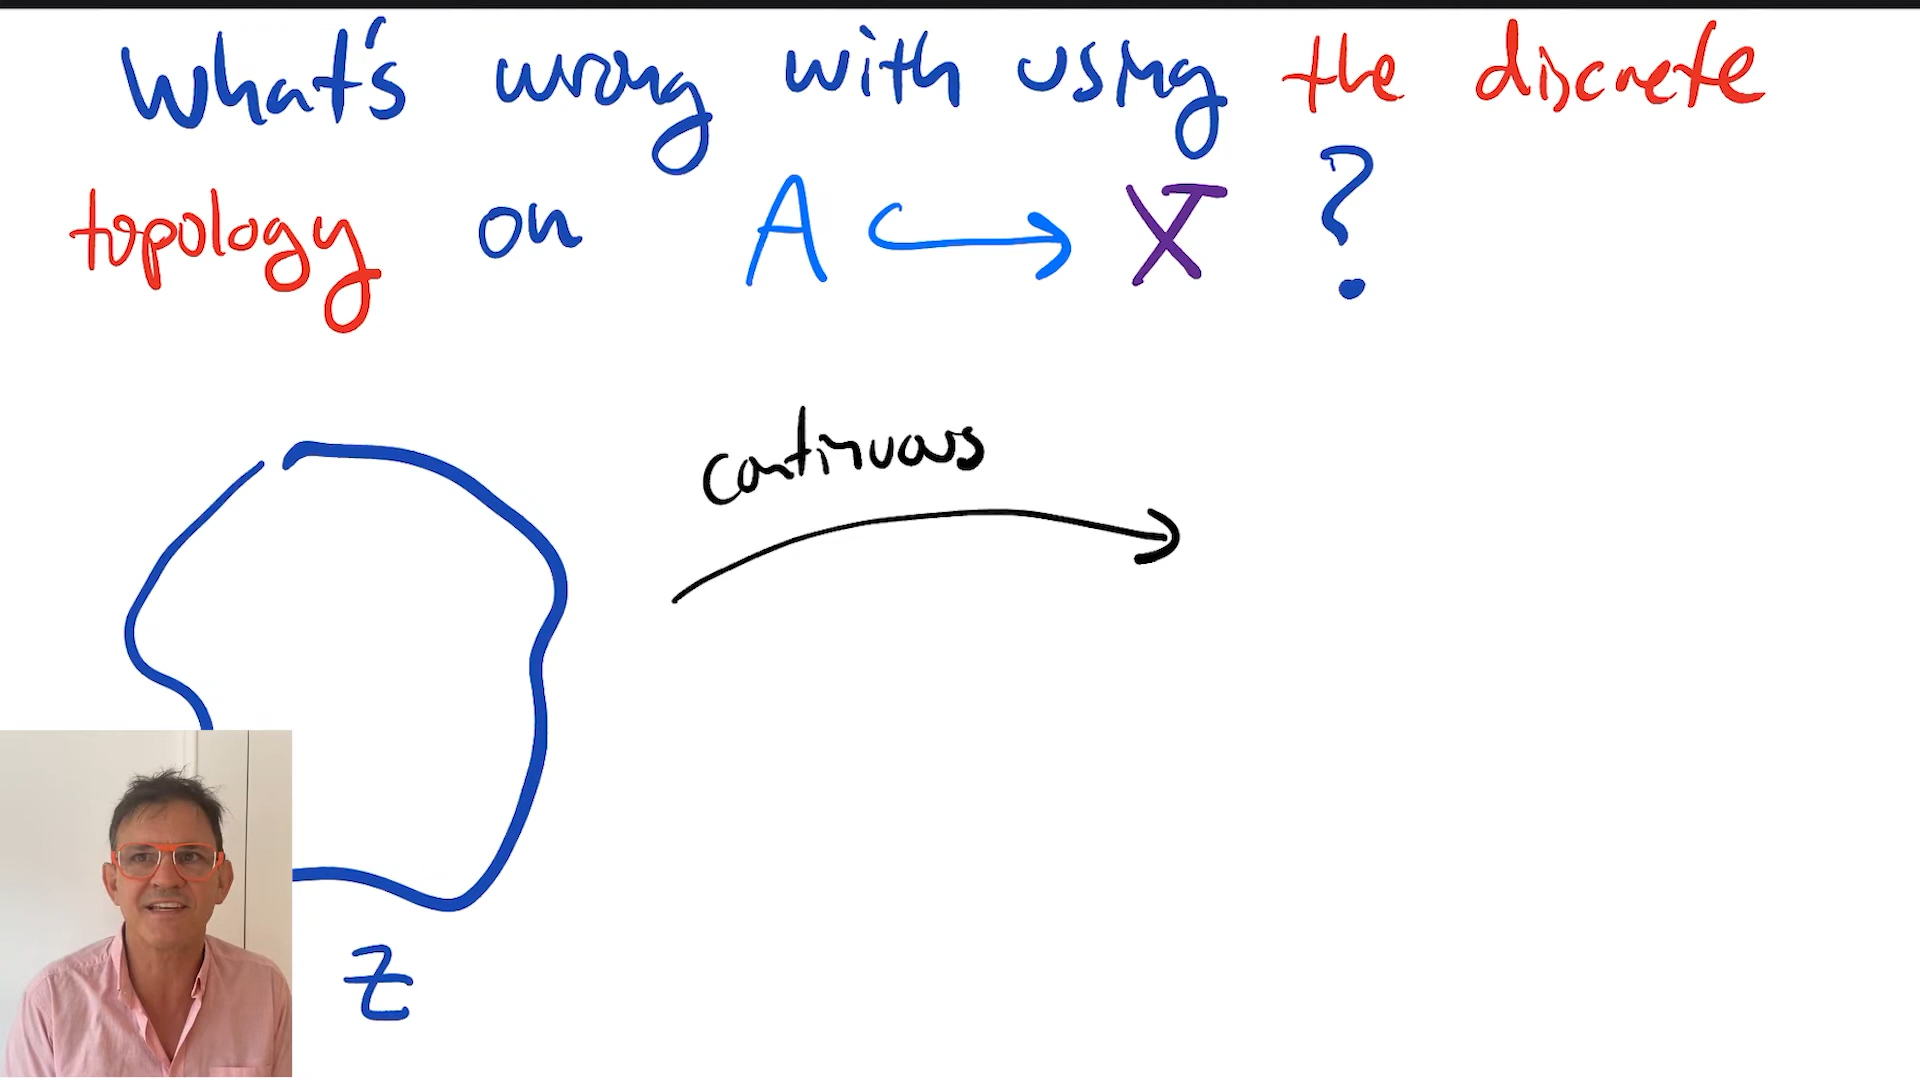 What's wrong with using the discrete
topology on A ↪ X ?
continuous
Z